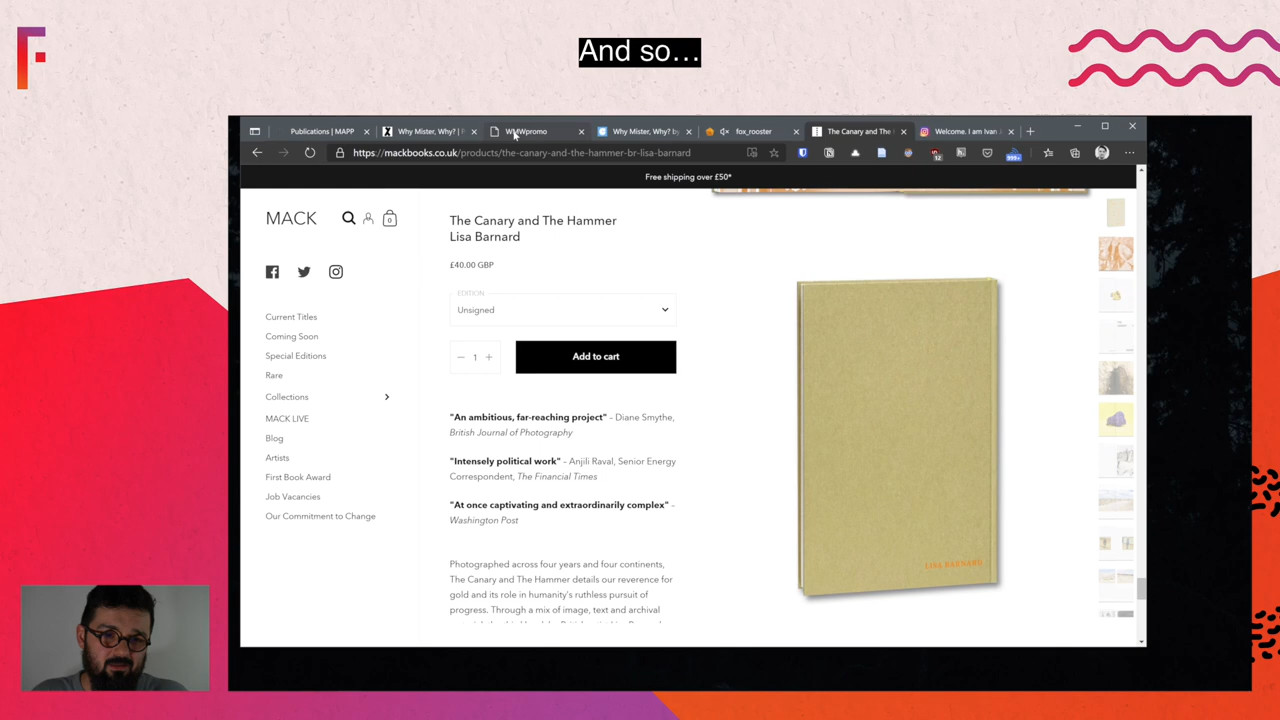 And so...
Publications | MAPP
Why Mister, Why? |
WMWpromo
Why Mister, Why? by
fox_rooster
The Canary and The
Welcome. I am Ivan
https://mackbooks.co.uk/products/the-canary-and-the-hammer-br-lisa-barnard
12
999+
Free shipping over £50*
MACK
0
Current Titles
Coming Soon
Special Editions
Rare
Collections
MACK LIVE
Blog
Artists
First Book Award
Job Vacancies
Our Commitment to Change
The Canary and The Hammer
Lisa Barnard
£40.00 GBP
EDITION
Unsigned
1
Add to cart
"An ambitious, far-reaching project" – Diane Smythe,
British Journal of Photography
"Intensely political work" – Anjili Raval, Senior Energy
Correspondent, The Financial Times
"At once captivating and extraordinarily complex" –
Washington Post
Photographed across four years and four continents,
The Canary and The Hammer details our reverence for
gold and its role in humanity's ruthless pursuit of
progress. Through a mix of image, text and archival
LISA BARNARD